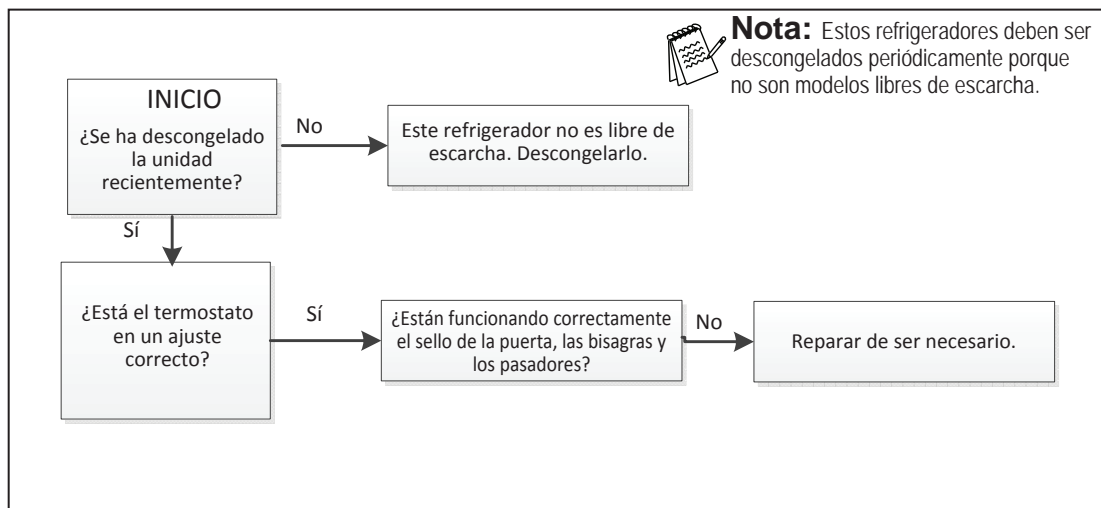 Nota: Estos refrigeradores deben ser
descongelados periódicamente porque
no son modelos libres de escarcha.
INICIO
¿Se ha descongelado
la unidad
recientemente?
No
Este refrigerador no es libre de
escarcha. Descongelarlo.
Sí
¿Está el termostato
en un ajuste
correcto?
Sí
¿Están funcionando correctamente
el sello de la puerta, las bisagras y
los pasadores?
No
Reparar de ser necesario.